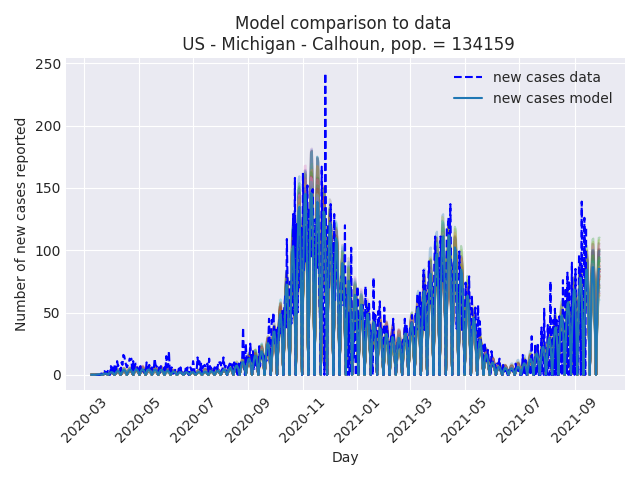 Model comparison to data
US - Michigan - Calhoun, pop. = 134159
250
200
150
100
50
0
Number of new cases reported
new cases data
new cases model
2020-03
2020-05
2020-07
2020-09
2020-11
2021-01
2021-03
2021-05
2021-07
2021-09
Day